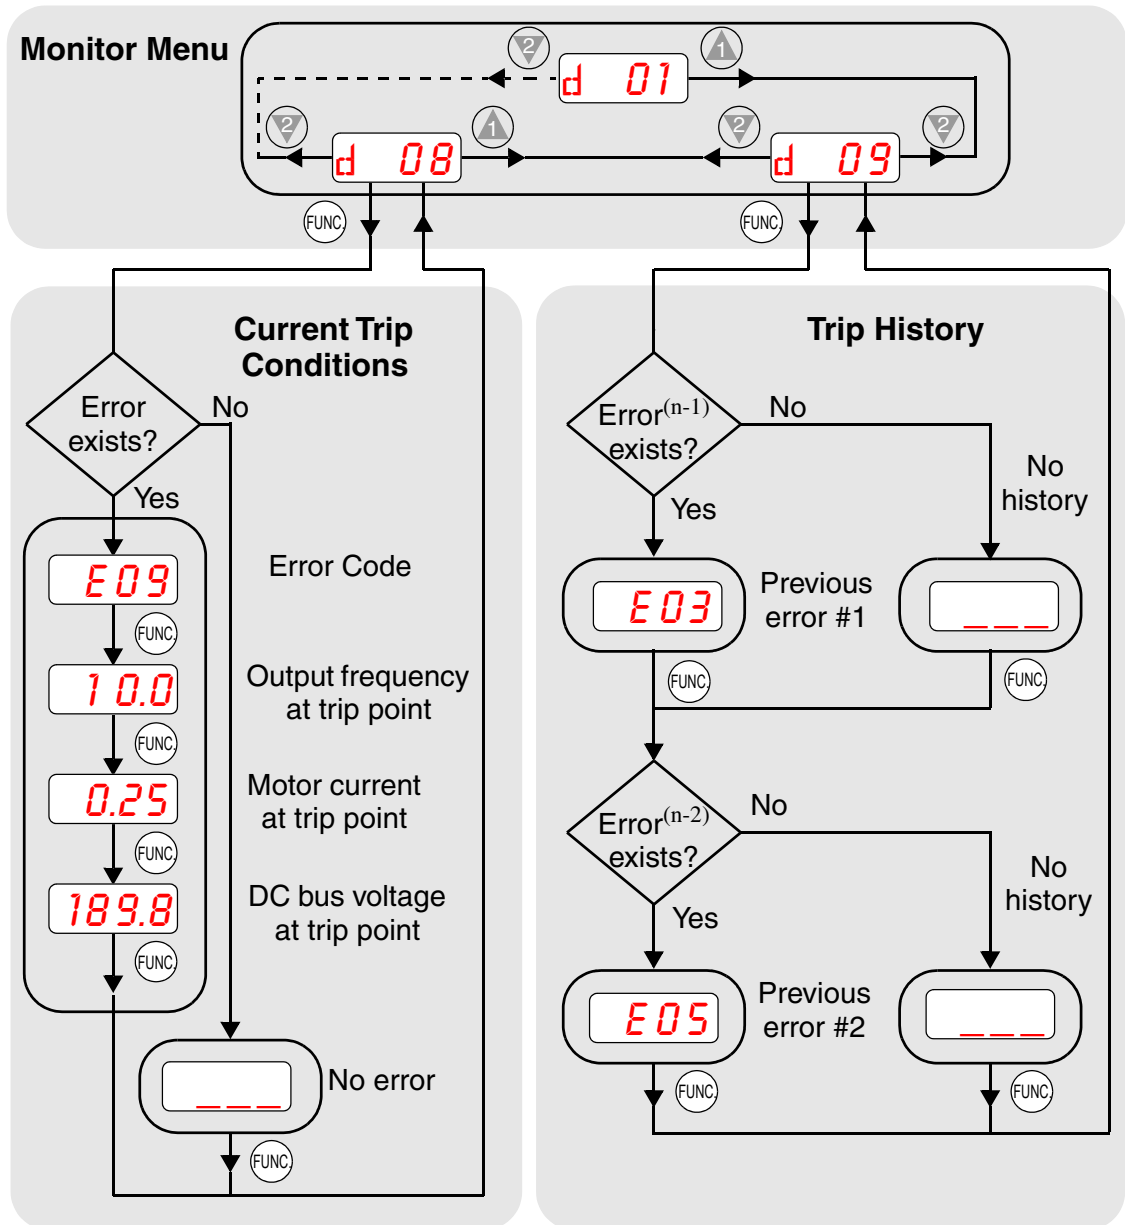 Monitor Menu
2
1
d 01
2
1
2
2
d 08
d 09
FUNC.
FUNC.
Current Trip
Conditions
Error
exists?
No
Yes
E09
Error Code
FUNC.
10.0
Output frequency
at trip point
FUNC.
0.25
Motor current
at trip point
FUNC.
189.8
DC bus voltage
at trip point
FUNC.
_ _ _
No error
FUNC.
Trip History
Error(n-1)
exists?
No
No
history
Yes
E03
Previous
error #1
_ _ _
FUNC.
FUNC.
Error(n-2)
exists?
No
No
history
Yes
E05
Previous
error #2
_ _ _
FUNC.
FUNC.